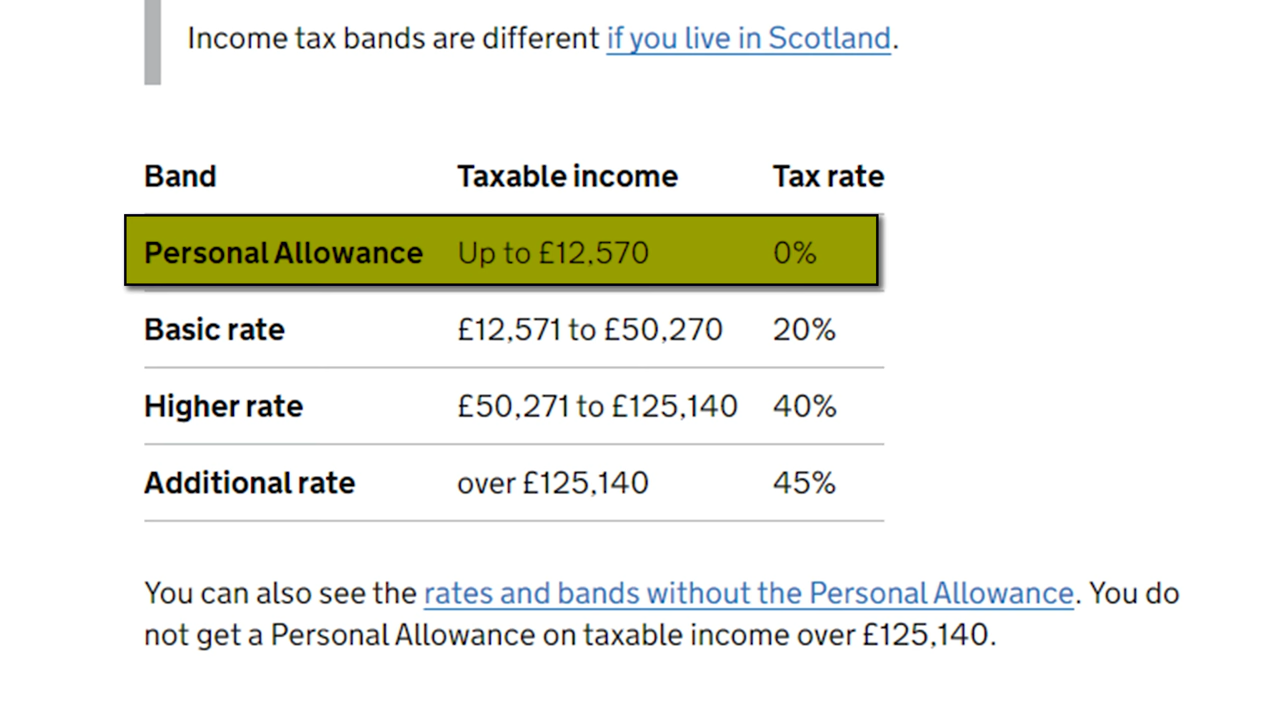 Income tax bands are different if you live in Scotland.
Band Taxable income Tax rate
Personal Allowance Up to £12,570 0%
Basic rate £12,571 to £50,270 20%
Higher rate £50,271 to £125,140 40%
Additional rate over £125,140 45%
You can also see the rates and bands without the Personal Allowance. You do
not get a Personal Allowance on taxable income over £125,140.